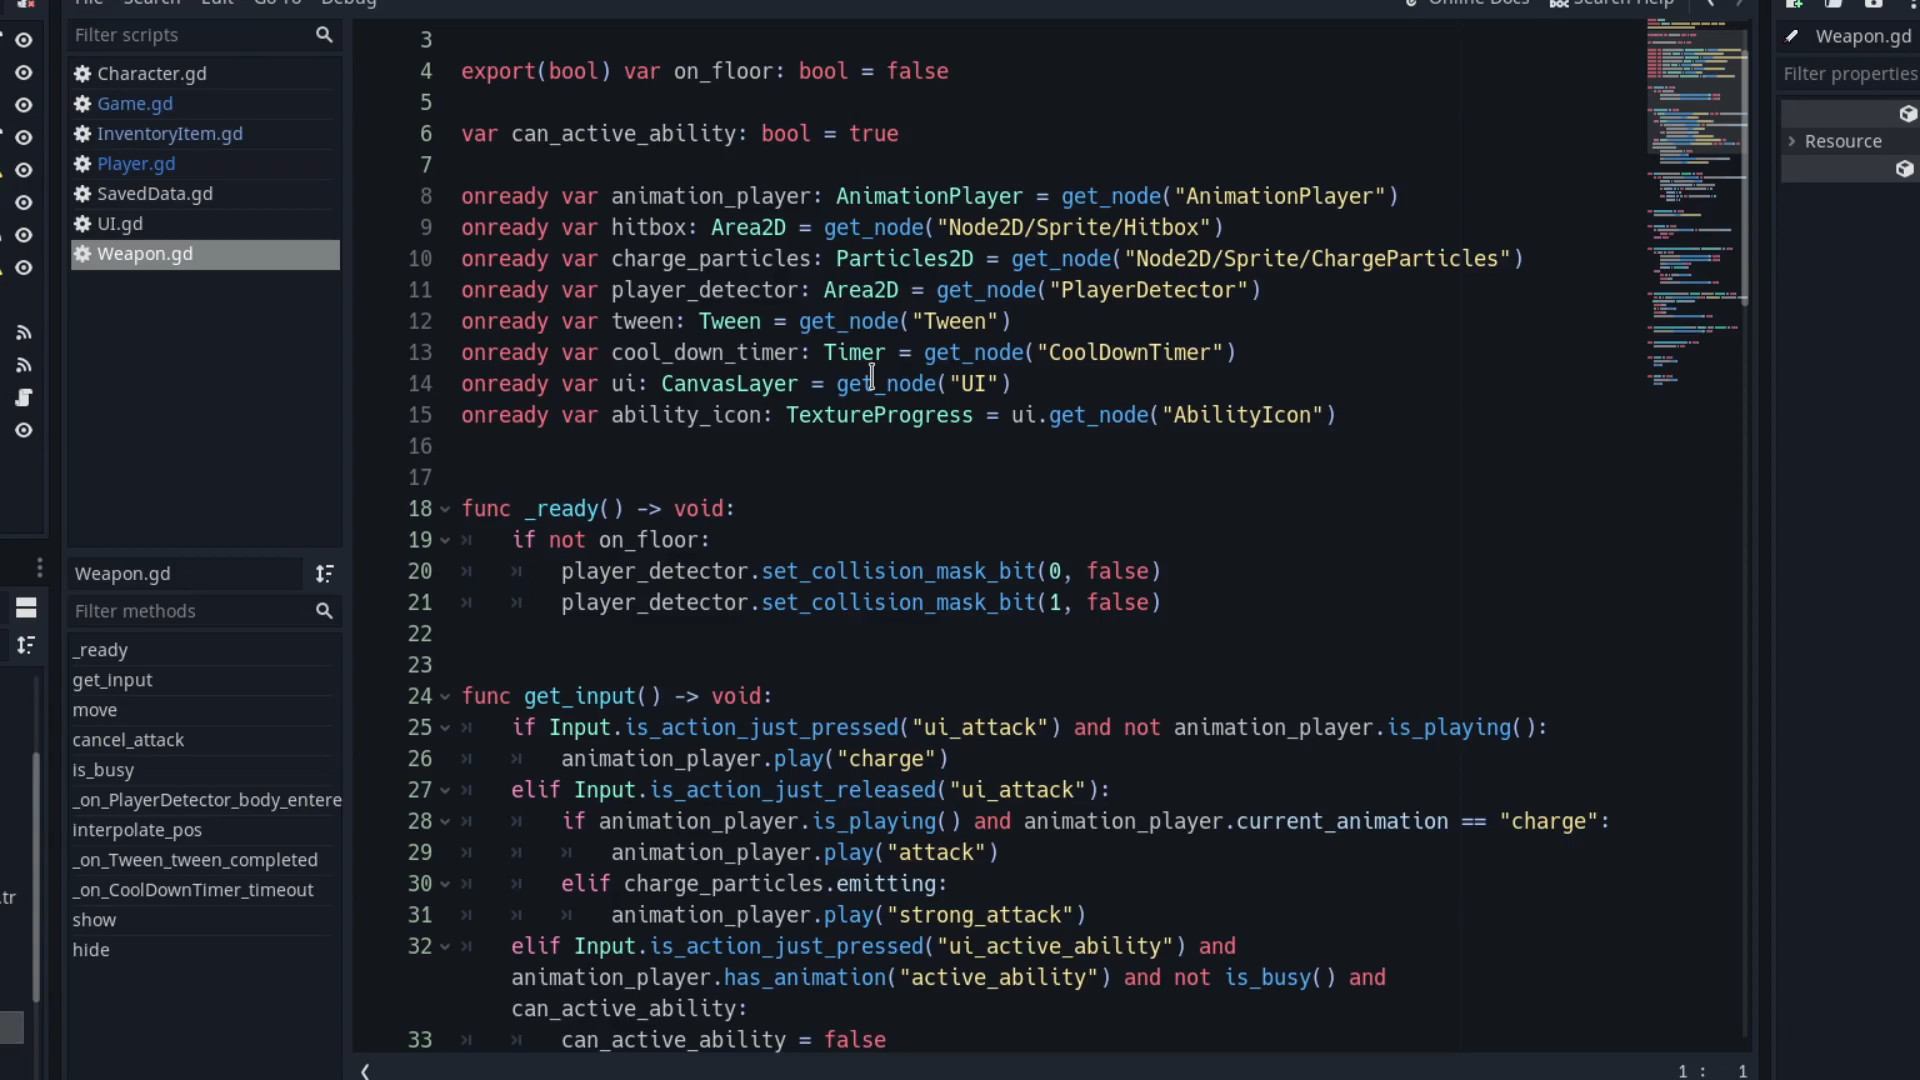 Search
Debug
Online Docs
Search Help
Filter scripts
Character.gd
Game.gd
InventoryItem.gd
Player.gd
SavedData.gd
UI.gd
Weapon.gd
Weapon.gd
Filter methods
_ready
get_input
move
cancel_attack
is_busy
_on_PlayerDetector_body_entere
interpolate_pos
_on_Tween_tween_completed
_on_CoolDownTimer_timeout
show
hide
.tr
3
4 export(bool) var on_floor: bool = false
5
6 var can_active_ability: bool = true
7
8 onready var animation_player: AnimationPlayer = get_node("AnimationPlayer")
9 onready var hitbox: Area2D = get_node("Node2D/Sprite/Hitbox")
10 onready var charge_particles: Particles2D = get_node("Node2D/Sprite/ChargeParticles")
11 onready var player_detector: Area2D = get_node("PlayerDetector")
12 onready var tween: Tween = get_node("Tween")
13 onready var cool_down_timer: Timer = get_node("CoolDownTimer")
14 onready var ui: CanvasLayer = get_node("UI")
15 onready var ability_icon: TextureProgress = ui.get_node("AbilityIcon")
16
17
18 func _ready() -> void:
19 if not on_floor:
20 player_detector.set_collision_mask_bit(0, false)
21 player_detector.set_collision_mask_bit(1, false)
22
23
24 func get_input() -> void:
25 if Input.is_action_just_pressed("ui_attack") and not animation_player.is_playing():
26 animation_player.play("charge")
27 elif Input.is_action_just_released("ui_attack"):
28 if animation_player.is_playing() and animation_player.current_animation == "charge":
29 animation_player.play("attack")
30 elif charge_particles.emitting:
31 animation_player.play("strong_attack")
32 elif Input.is_action_just_pressed("ui_active_ability") and
animation_player.has_animation("active_ability") and not is_busy() and
can_active_ability:
33 can_active_ability = false
1 : 1
Weapon.gd
Filter properties
Resource